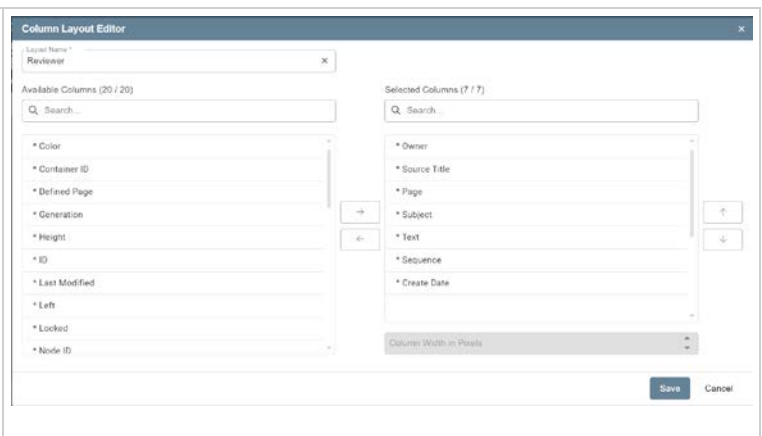 Column Layout Editor ×
Layout Name *
Reviewer ×
Available Columns (20 / 20)
Search...
* Color
* Container ID
* Defined Page
* Generation
* Height
* ID
* Last Modified
* Left
* Locked
* Node ID
Selected Columns (7 / 7)
Search...
* Owner
* Source Title
* Page
* Subject
* Text
* Sequence
* Create Date
Column Width in Pixels
Save Cancel